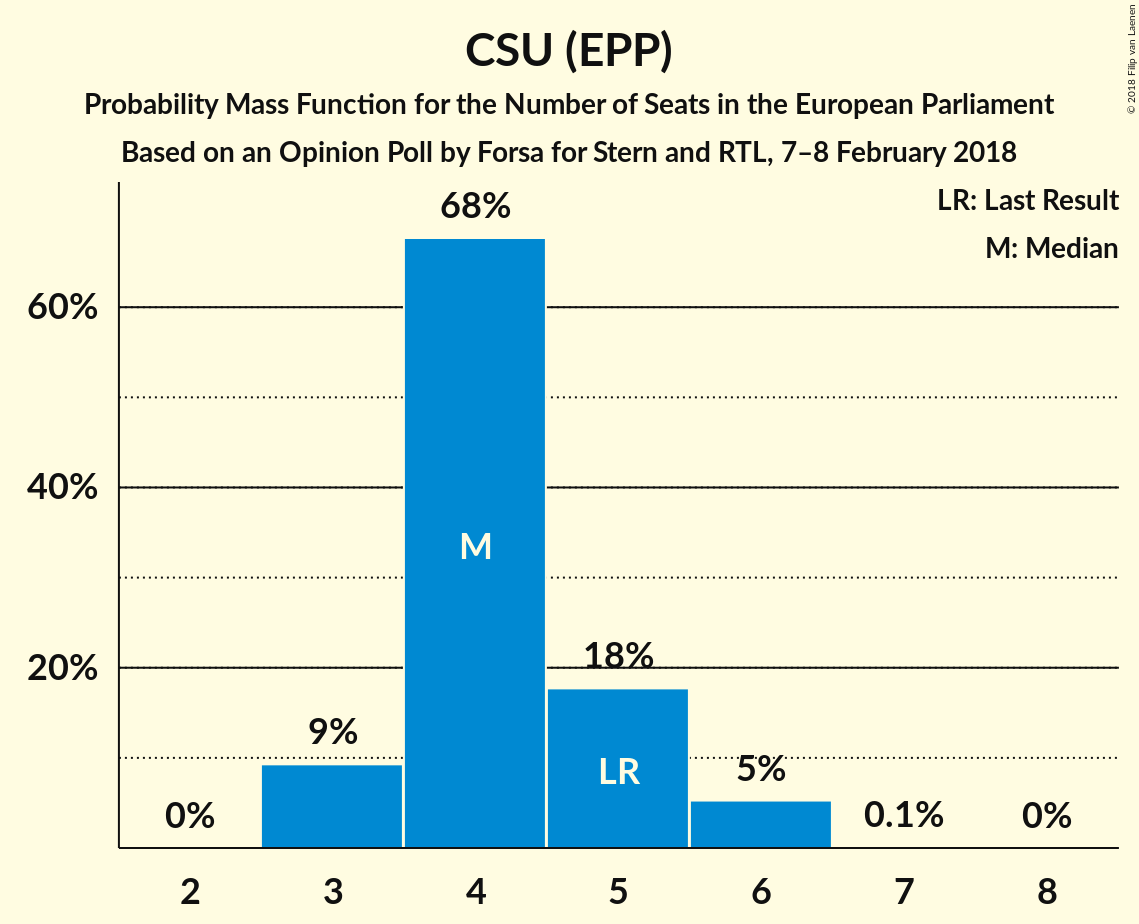 CSU (EPP)
Probability Mass Function for the Number of Seats in the European Parliament
Based on an Opinion Poll by Forsa for Stern and RTL, 7–8 February 2018
© 2018 Filip van Laenen
LR: Last Result
M: Median
68%
60%
40%
M
20%
18%
9%
LR
5%
0%
0.1%
0%
2 3 4 5 6 7 8